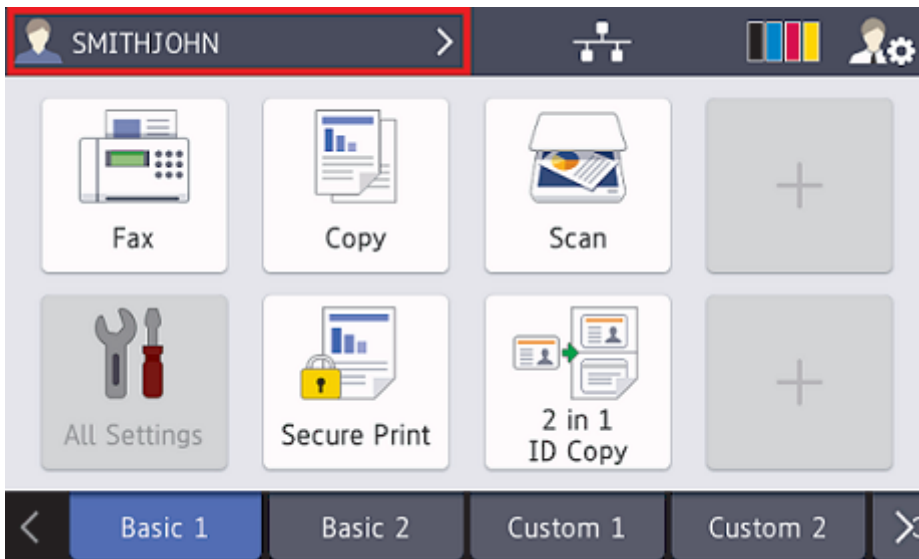 SMITHJOHN
Fax
Copy
Scan
All Settings
Secure Print
2 in 1
ID Copy
Basic 1
Basic 2
Custom 1
Custom 2